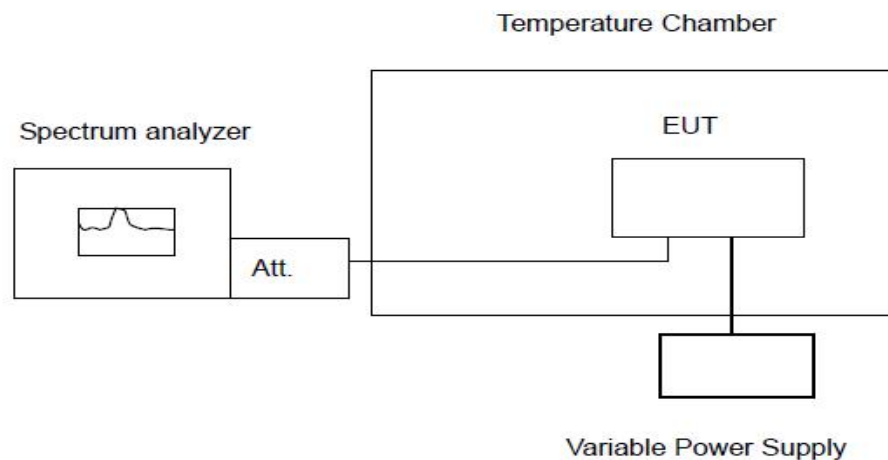 Temperature Chamber
Spectrum analyzer
EUT
Att.
Variable Power Supply